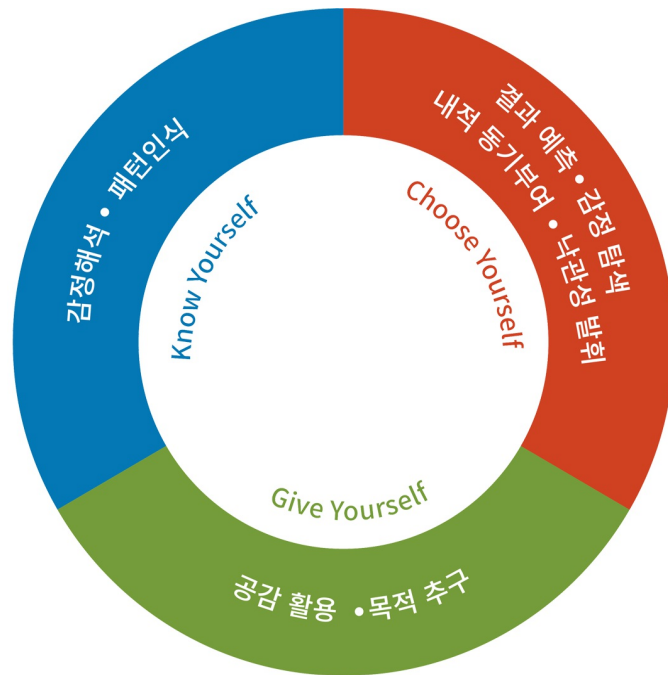 감정해석 • 패턴인식
Know Yourself
결과 예측 • 감정 탐색
내적 동기부여 • 낙관성 발휘
Choose Yourself
Give Yourself
공감 활용 • 목적 추구